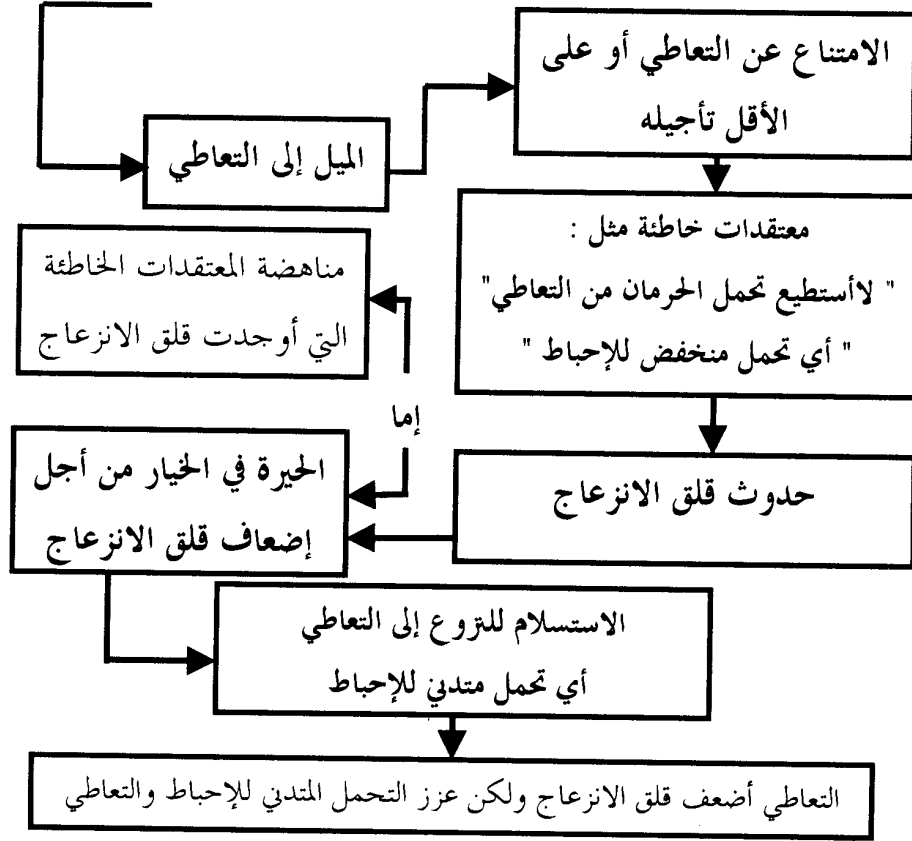 الامتناع عن التعاطي أو على
الأقل تأجيله
الميل إلى التعاطي
معتقدات خاطئة مثل :
" لاأستطيع تحمل الحرمان من التعاطي"
" أي تحمل منخفض للإحباط "
مناهضة المعتقدات الخاطئة
التي أوجدت قلق الانزعاج
إما
حدوث قلق الانزعاج
الحيرة في الخيار من أجل
إضعاف قلق الانزعاج
الاستسلام للنزوع إلى التعاطي
أي تحمل متدني للإحباط
التعاطي أضعف قلق الانزعاج ولكن عزز التحمل المتدني للإحباط والتعاطي